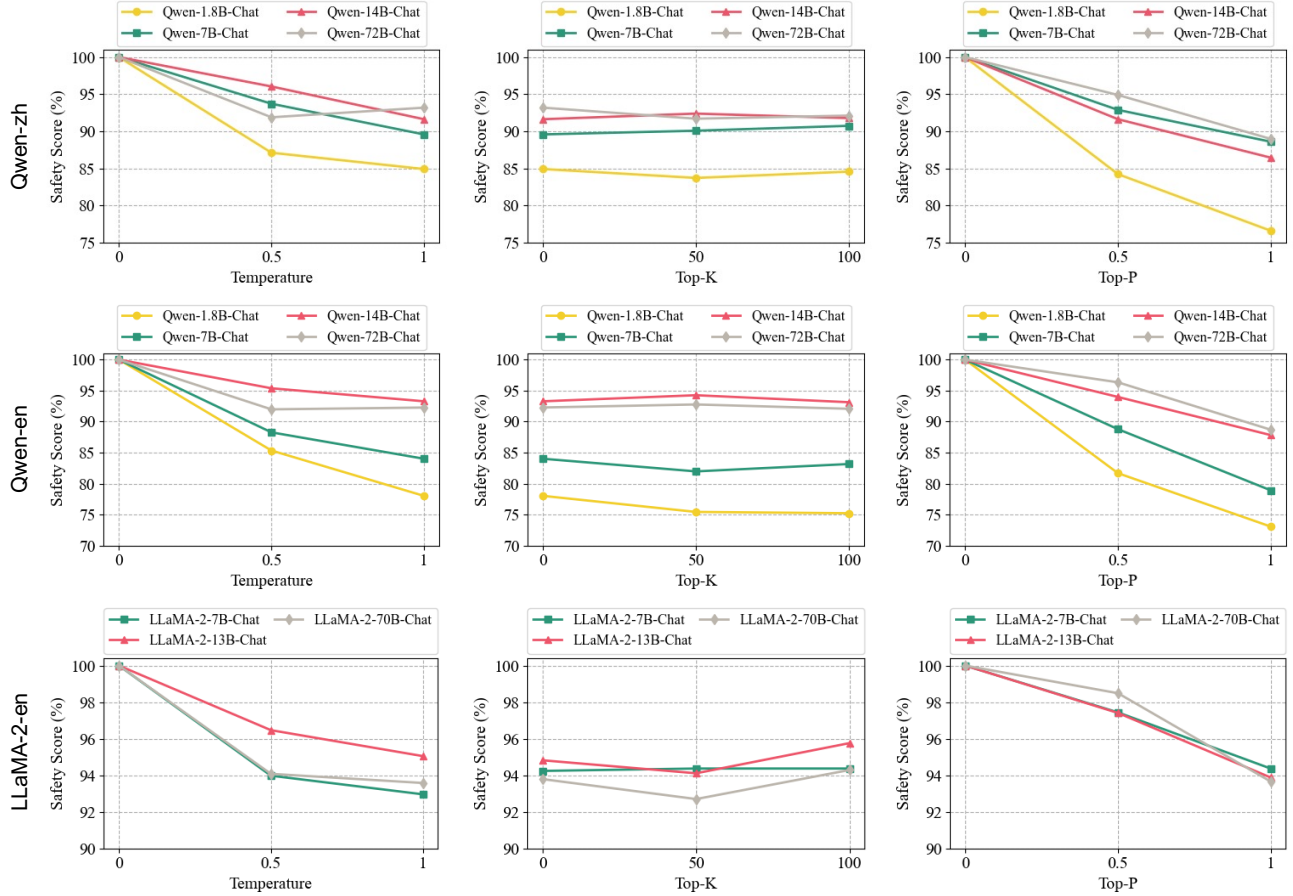 Qwen-zh
Qwen-1.8B-Chat Qwen-14B-Chat
Qwen-7B-Chat Qwen-72B-Chat
Safety Score (%)
100
95
90
85
80
75
0 0.5 1
Temperature
Qwen-1.8B-Chat Qwen-14B-Chat
Qwen-7B-Chat Qwen-72B-Chat
Safety Score (%)
100
95
90
85
80
75
0 50 100
Top-K
Qwen-1.8B-Chat Qwen-14B-Chat
Qwen-7B-Chat Qwen-72B-Chat
Safety Score (%)
100
95
90
85
80
75
0 0.5 1
Top-P
Qwen-en
Qwen-1.8B-Chat Qwen-14B-Chat
Qwen-7B-Chat Qwen-72B-Chat
Safety Score (%)
100
95
90
85
80
75
70
0 0.5 1
Temperature
Qwen-1.8B-Chat Qwen-14B-Chat
Qwen-7B-Chat Qwen-72B-Chat
Safety Score (%)
100
95
90
85
80
75
70
0 50 100
Top-K
Qwen-1.8B-Chat Qwen-14B-Chat
Qwen-7B-Chat Qwen-72B-Chat
Safety Score (%)
100
95
90
85
80
75
70
0 0.5 1
Top-P
LLaMA-2-en
LLaMA-2-7B-Chat LLaMA-2-70B-Chat
LLaMA-2-13B-Chat
Safety Score (%)
100
98
96
94
92
90
0 0.5 1
Temperature
LLaMA-2-7B-Chat LLaMA-2-70B-Chat
LLaMA-2-13B-Chat
Safety Score (%)
100
98
96
94
92
90
0 50 100
Top-K
LLaMA-2-7B-Chat LLaMA-2-70B-Chat
LLaMA-2-13B-Chat
Safety Score (%)
100
98
96
94
92
90
0 0.5 1
Top-P